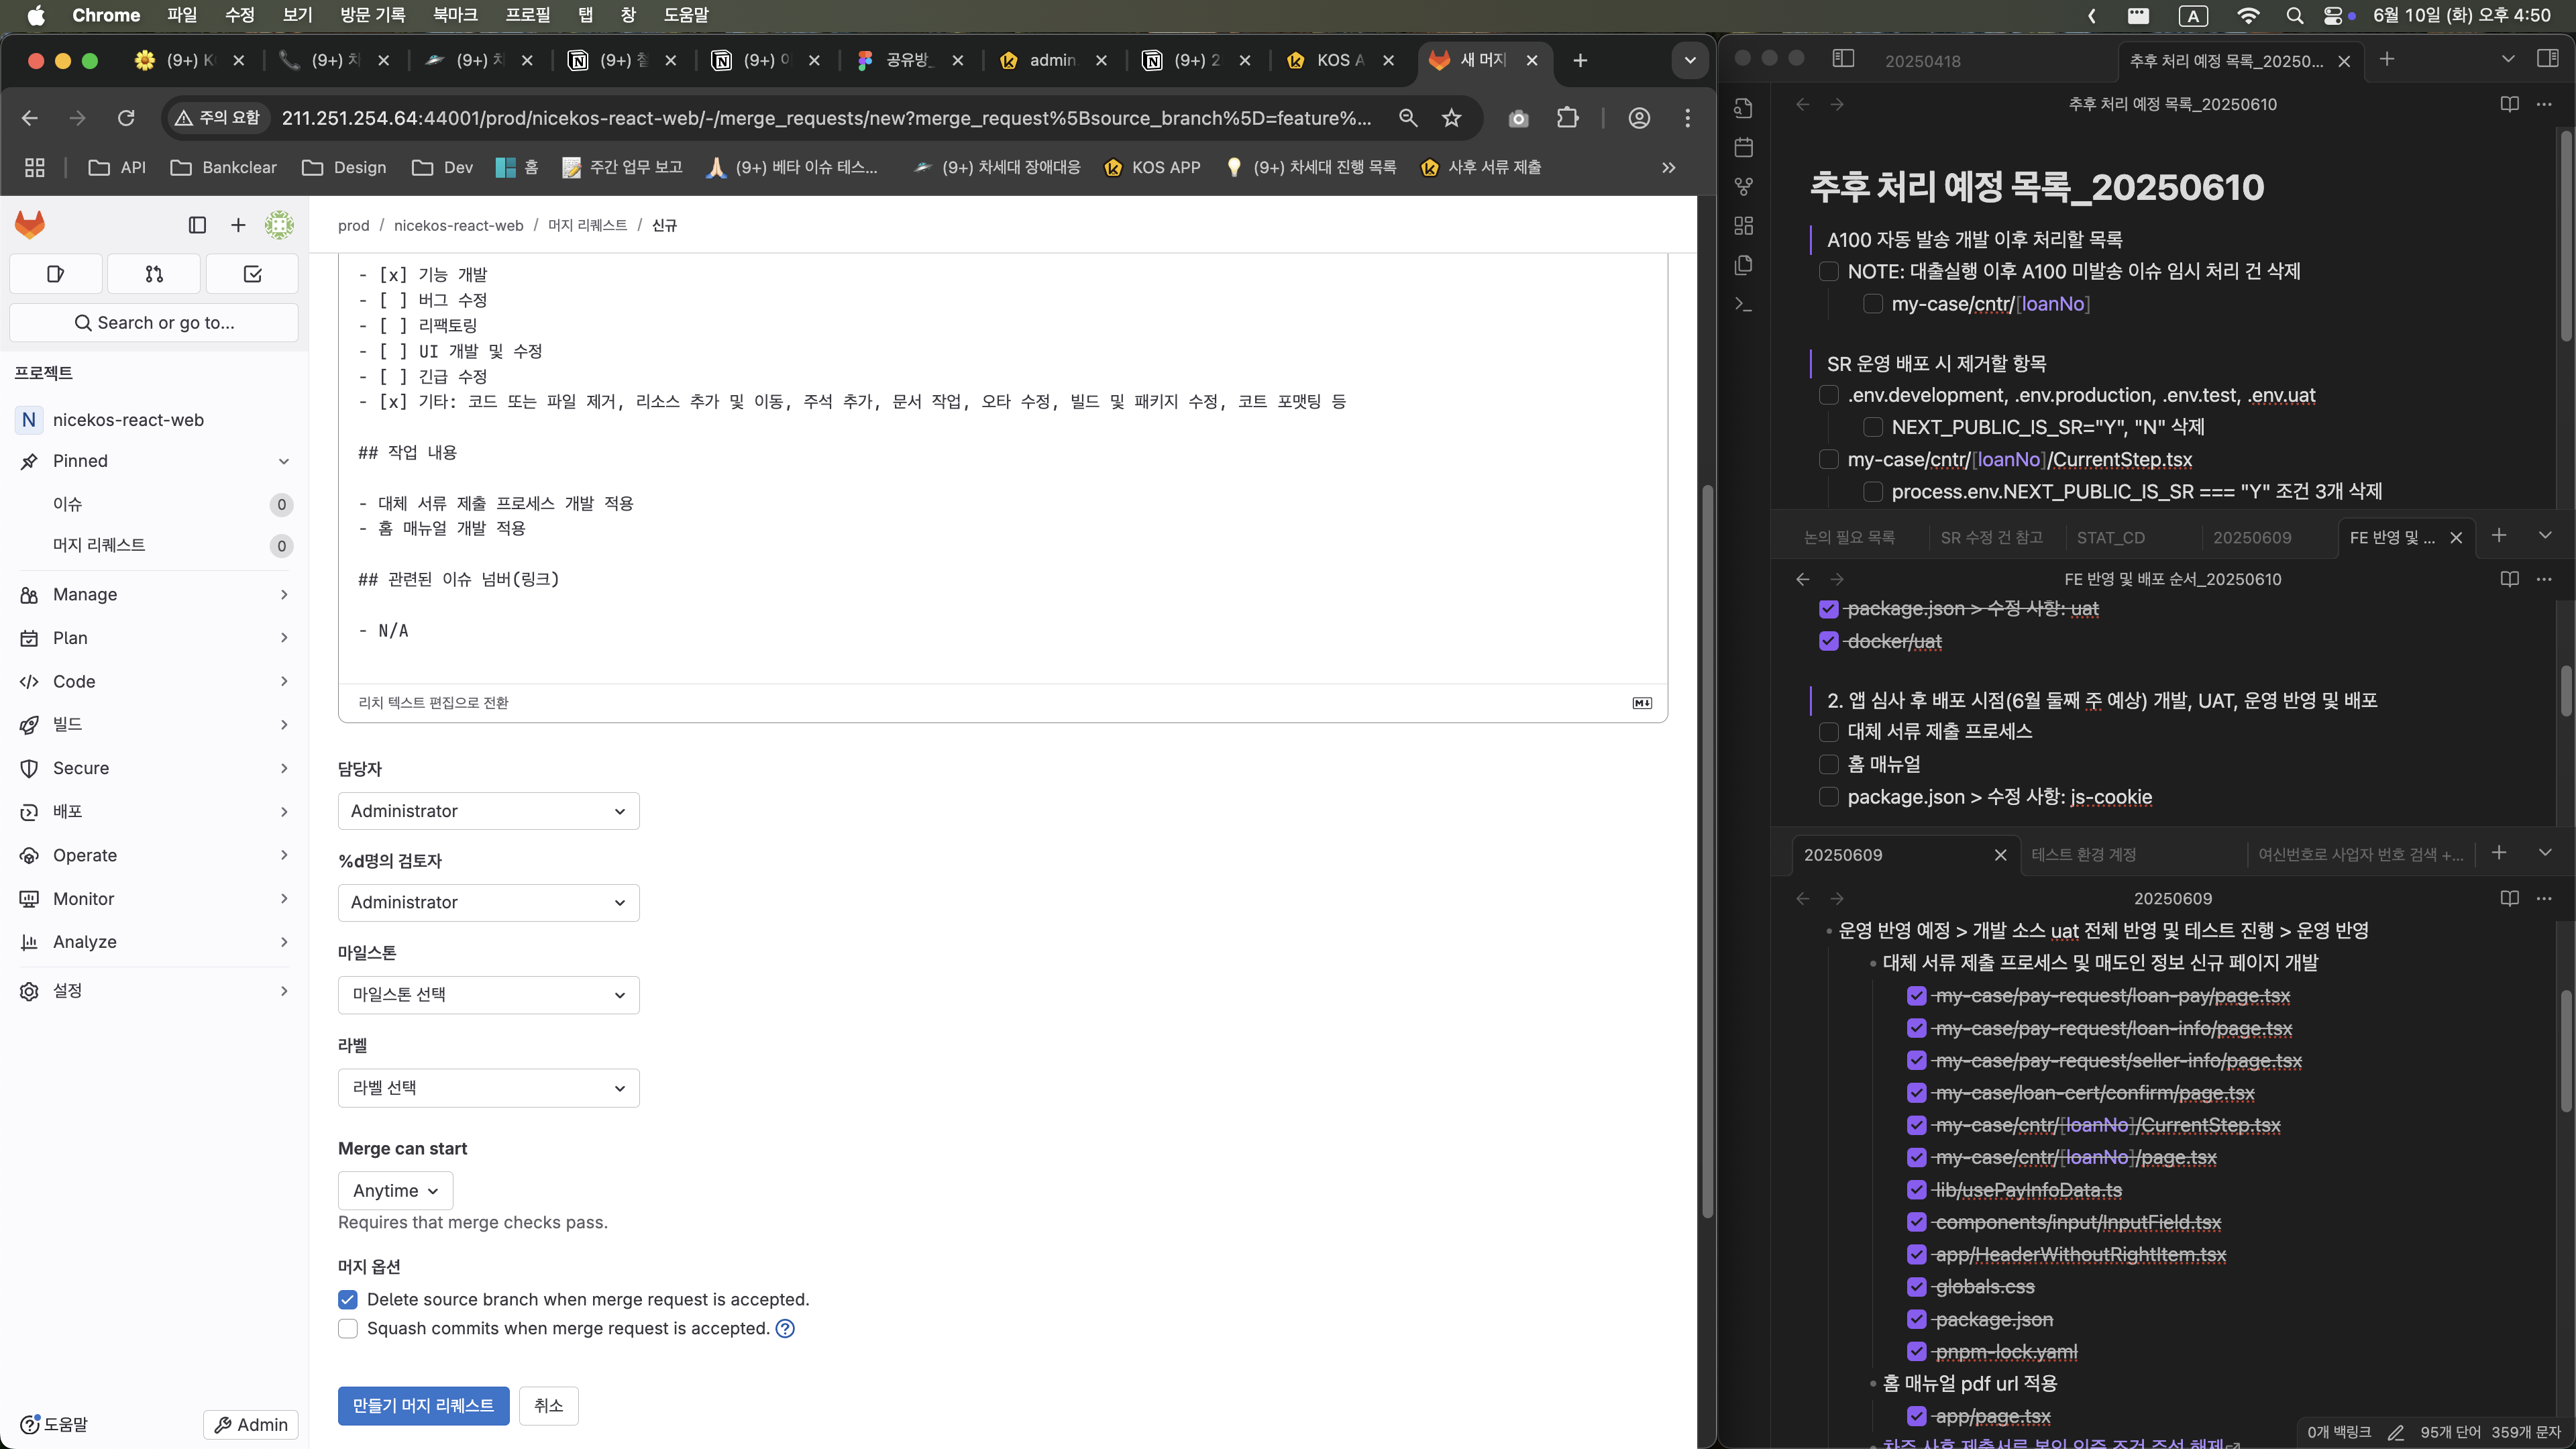 Chrome 파일 수정 보기 방문 기록 북마크 프로필 탭 창 도움말
A 6월 10일 (화) 오후 4:50
(9+) K (9+) 차 (9+) 차 (9+) 철 (9+) 공유방_ admin (9+) 2 KOS A 새 머지
주의 요함 211.251.254.64:44001/prod/nicekos-react-web/-/merge_requests/new?merge_request%5Bsource_branch%5D=feature%...
API Bankclear Design Dev 홈 주간 업무 보고 (9+) 베타 이슈 테스... (9+) 차세대 장애대응 KOS APP (9+) 차세대 진행 목록 사후 서류 제출
Search or go to...
프로젝트
N nicekos-react-web
Pinned
이슈 0
머지 리퀘스트 0
Manage
Plan
Code
빌드
Secure
배포
Operate
Monitor
Analyze
설정
도움말 Admin
prod / nicekos-react-web / 머지 리퀘스트 / 신규
- [x] 기능 개발
- [ ] 버그 수정
- [ ] 리팩토링
- [ ] UI 개발 및 수정
- [ ] 긴급 수정
- [x] 기타: 코드 또는 파일 제거, 리소스 추가 및 이동, 주석 추가, 문서 작업, 오타 수정, 빌드 및 패키지 수정, 코트 포맷팅 등
## 작업 내용
- 대체 서류 제출 프로세스 개발 적용
- 홈 매뉴얼 개발 적용
## 관련된 이슈 넘버(링크)
- N/A
리치 텍스트 편집으로 전환
담당자
Administrator
%d명의 검토자
Administrator
마일스톤
마일스톤 선택
라벨
라벨 선택
Merge can start
Anytime
Requires that merge checks pass.
머지 옵션
Delete source branch when merge request is accepted.
Squash commits when merge request is accepted.
만들기 머지 리퀘스트 취소
20250418 추후 처리 예정 목록_20250...
추후 처리 예정 목록_20250610
추후 처리 예정 목록_20250610
A100 자동 발송 개발 이후 처리할 목록
NOTE: 대출실행 이후 A100 미발송 이슈 임시 처리 건 삭제
my-case/cntr/[loanNo]
SR 운영 배포 시 제거할 항목
.env.development, .env.production, .env.test, .env.uat
NEXT_PUBLIC_IS_SR="Y", "N" 삭제
my-case/cntr/[loanNo]/CurrentStep.tsx
process.env.NEXT_PUBLIC_IS_SR === "Y" 조건 3개 삭제
논의 필요 목록 SR 수정 건 참고 STAT_CD 20250609 FE 반영 및 ...
FE 반영 및 배포 순서_20250610
package.json > 수정 사항: uat
docker/uat
2. 앱 심사 후 배포 시점(6월 둘째 주 예상) 개발, UAT, 운영 반영 및 배포
대체 서류 제출 프로세스
홈 매뉴얼
package.json > 수정 사항: js-cookie
20250609 테스트 환경 계정 여신번호로 사업자 번호 검색 +...
20250609
운영 반영 예정 > 개발 소스 uat 전체 반영 및 테스트 진행 > 운영 반영
대체 서류 제출 프로세스 및 매도인 정보 신규 페이지 개발
my-case/pay-request/loan-pay/page.tsx
my-case/pay-request/loan-info/page.tsx
my-case/pay-request/seller-info/page.tsx
my-case/loan-cert/confirm/page.tsx
my-case/cntr/[loanNo]/CurrentStep.tsx
my-case/cntr/[loanNo]/page.tsx
lib/usePayInfoData.ts
components/input/InputField.tsx
app/HeaderWithoutRightItem.tsx
globals.css
package.json
pnpm-lock.yaml
홈 매뉴얼 pdf url 적용
app/page.tsx
0개 백링크 95개 단어 359개 문자